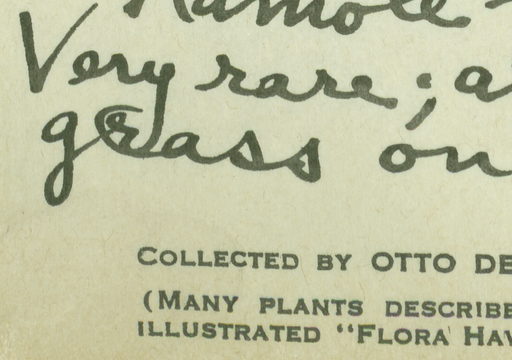 Very rare; a
grass on
COLLECTED BY OTTO DE
(MANY PLANTS DESCRIBE
ILLUSTRATED "FLORA HAW